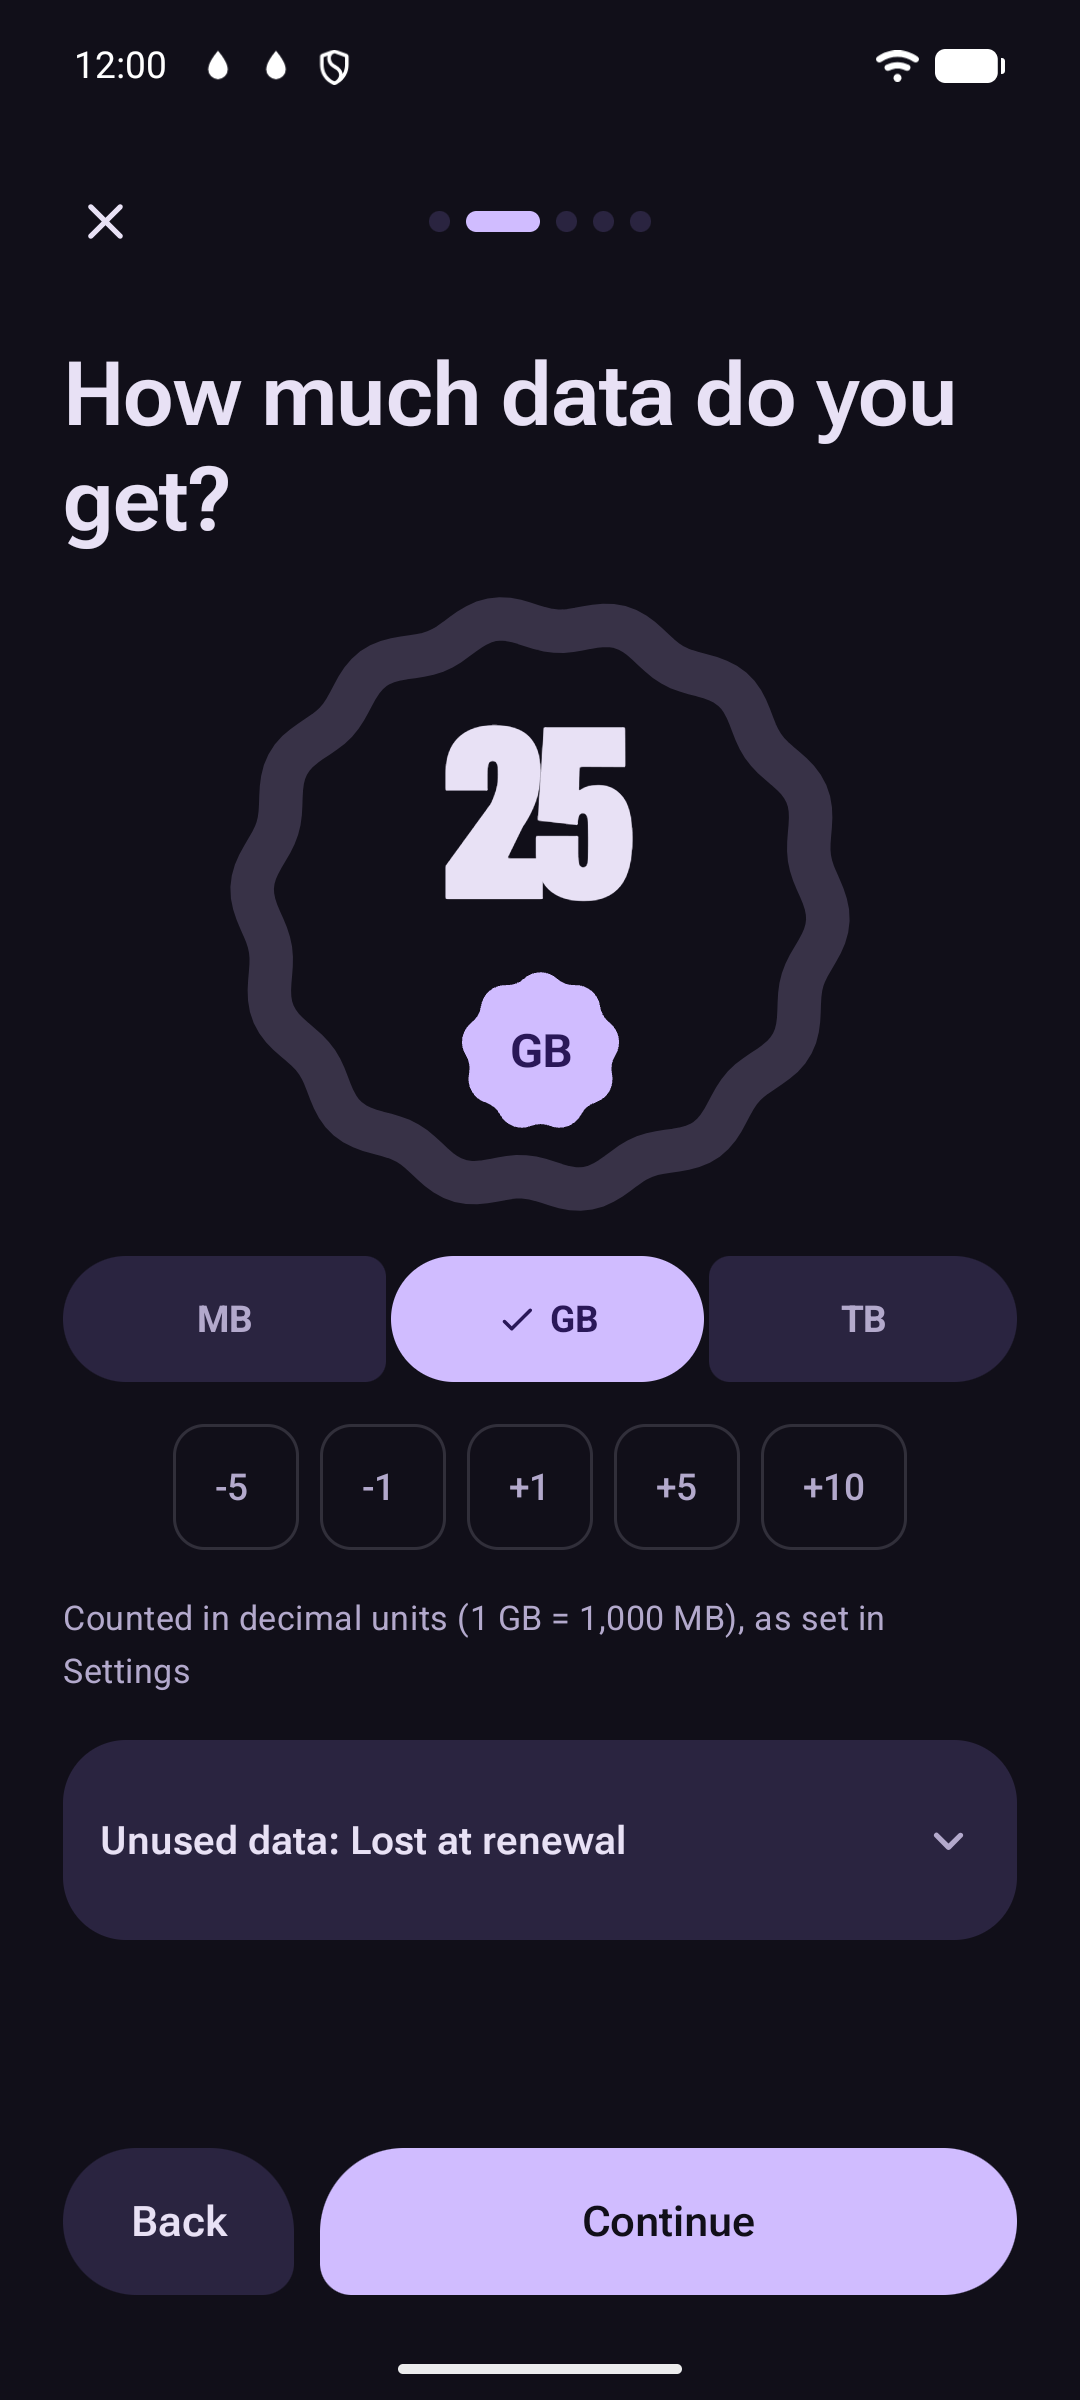 12:00
How much data do you
get?
25
GB
MB
GB
TB
-5
-1
+1
+5
+10
Counted in decimal units (1 GB = 1,000 MB), as set in
Settings
Unused data: Lost at renewal
Back
Continue